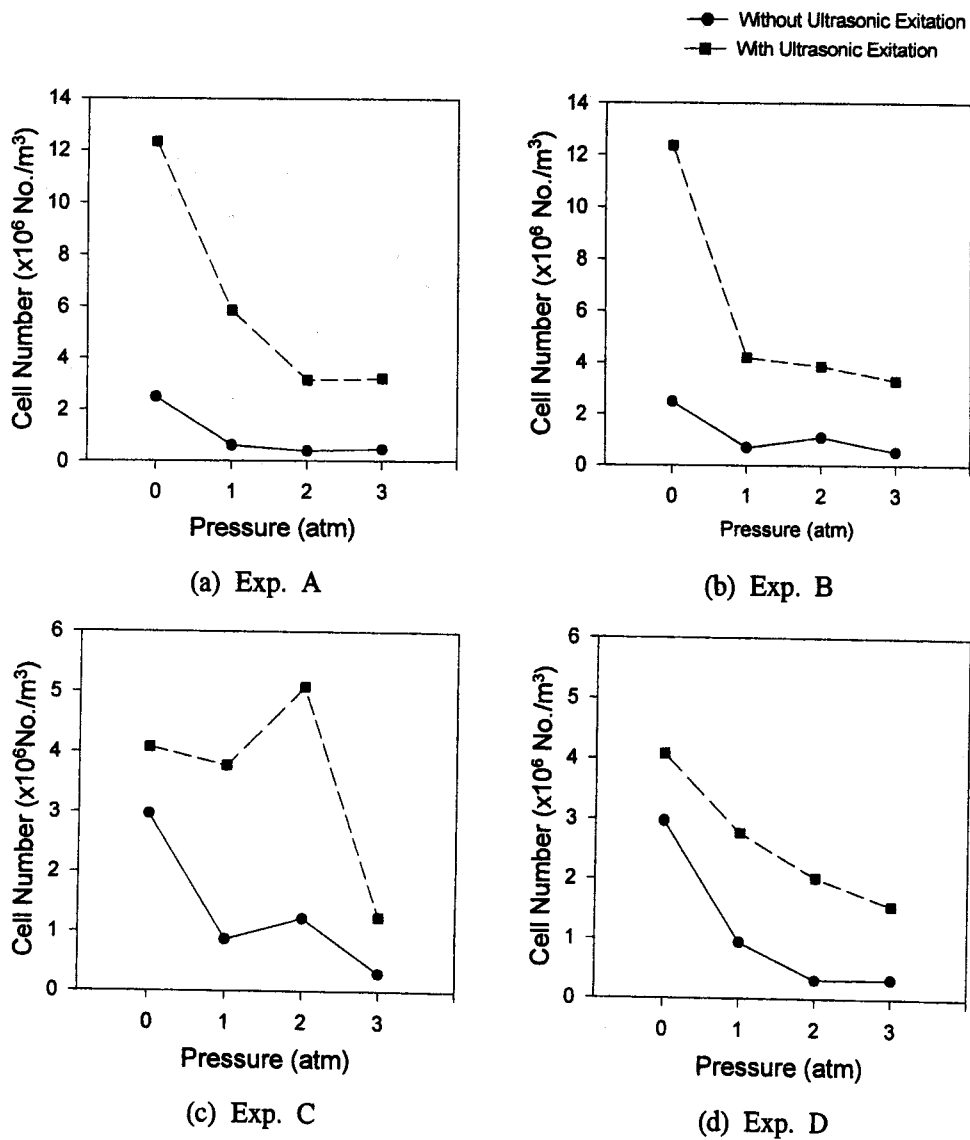 Without Ultrasonic Exitation
With Ultrasonic Exitation
Cell Number (x10⁶ No./m³)
14
12
10
8
6
4
2
0
0 1 2 3
Pressure (atm)
(a) Exp. A
Cell Number (x10⁶ No./m³)
14
12
10
8
6
4
2
0
0 1 2 3
Pressure (atm)
(b) Exp. B
Cell Number (x10⁶No./m³)
6
5
4
3
2
1
0
0 1 2 3
Pressure (atm)
(c) Exp. C
Cell Number (x10⁶ No./m³)
6
5
4
3
2
1
0
0 1 2 3
Pressure (atm)
(d) Exp. D